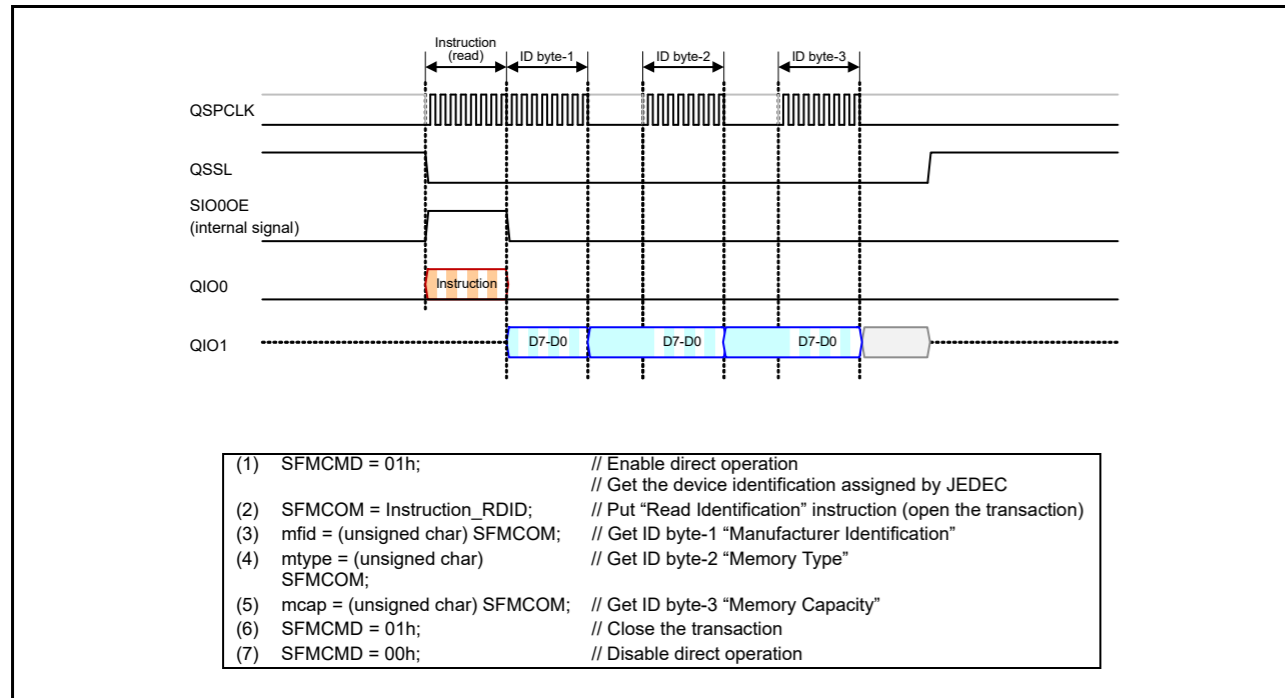 Instruction
(read)
ID byte-1
ID byte-2
ID byte-3
QSPCLK
QSSL
SIO0OE
(internal signal)
QIO0
Instruction
QIO1
D7-D0
D7-D0
D7-D0
(1) SFMCMD = 01h; // Enable direct operation
// Get the device identification assigned by JEDEC
(2) SFMCOM = Instruction_RDID; // Put “Read Identification” instruction (open the transaction)
(3) mfid = (unsigned char) SFMCOM; // Get ID byte-1 “Manufacturer Identification”
(4) mtype = (unsigned char) // Get ID byte-2 “Memory Type”
SFMCOM;
(5) mcap = (unsigned char) SFMCOM; // Get ID byte-3 “Memory Capacity”
(6) SFMCMD = 01h; // Close the transaction
(7) SFMCMD = 00h; // Disable direct operation